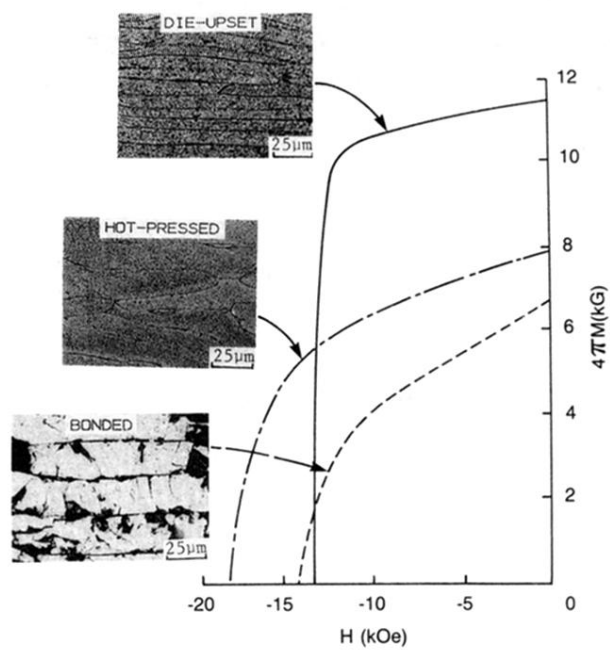 DIE-UPSET
25µm
HOT-PRESSED
25µm
BONDED
25µm
12
10
8
6
4
2
4πM(kG)
-20
-15
-10
-5
0
H (kOe)